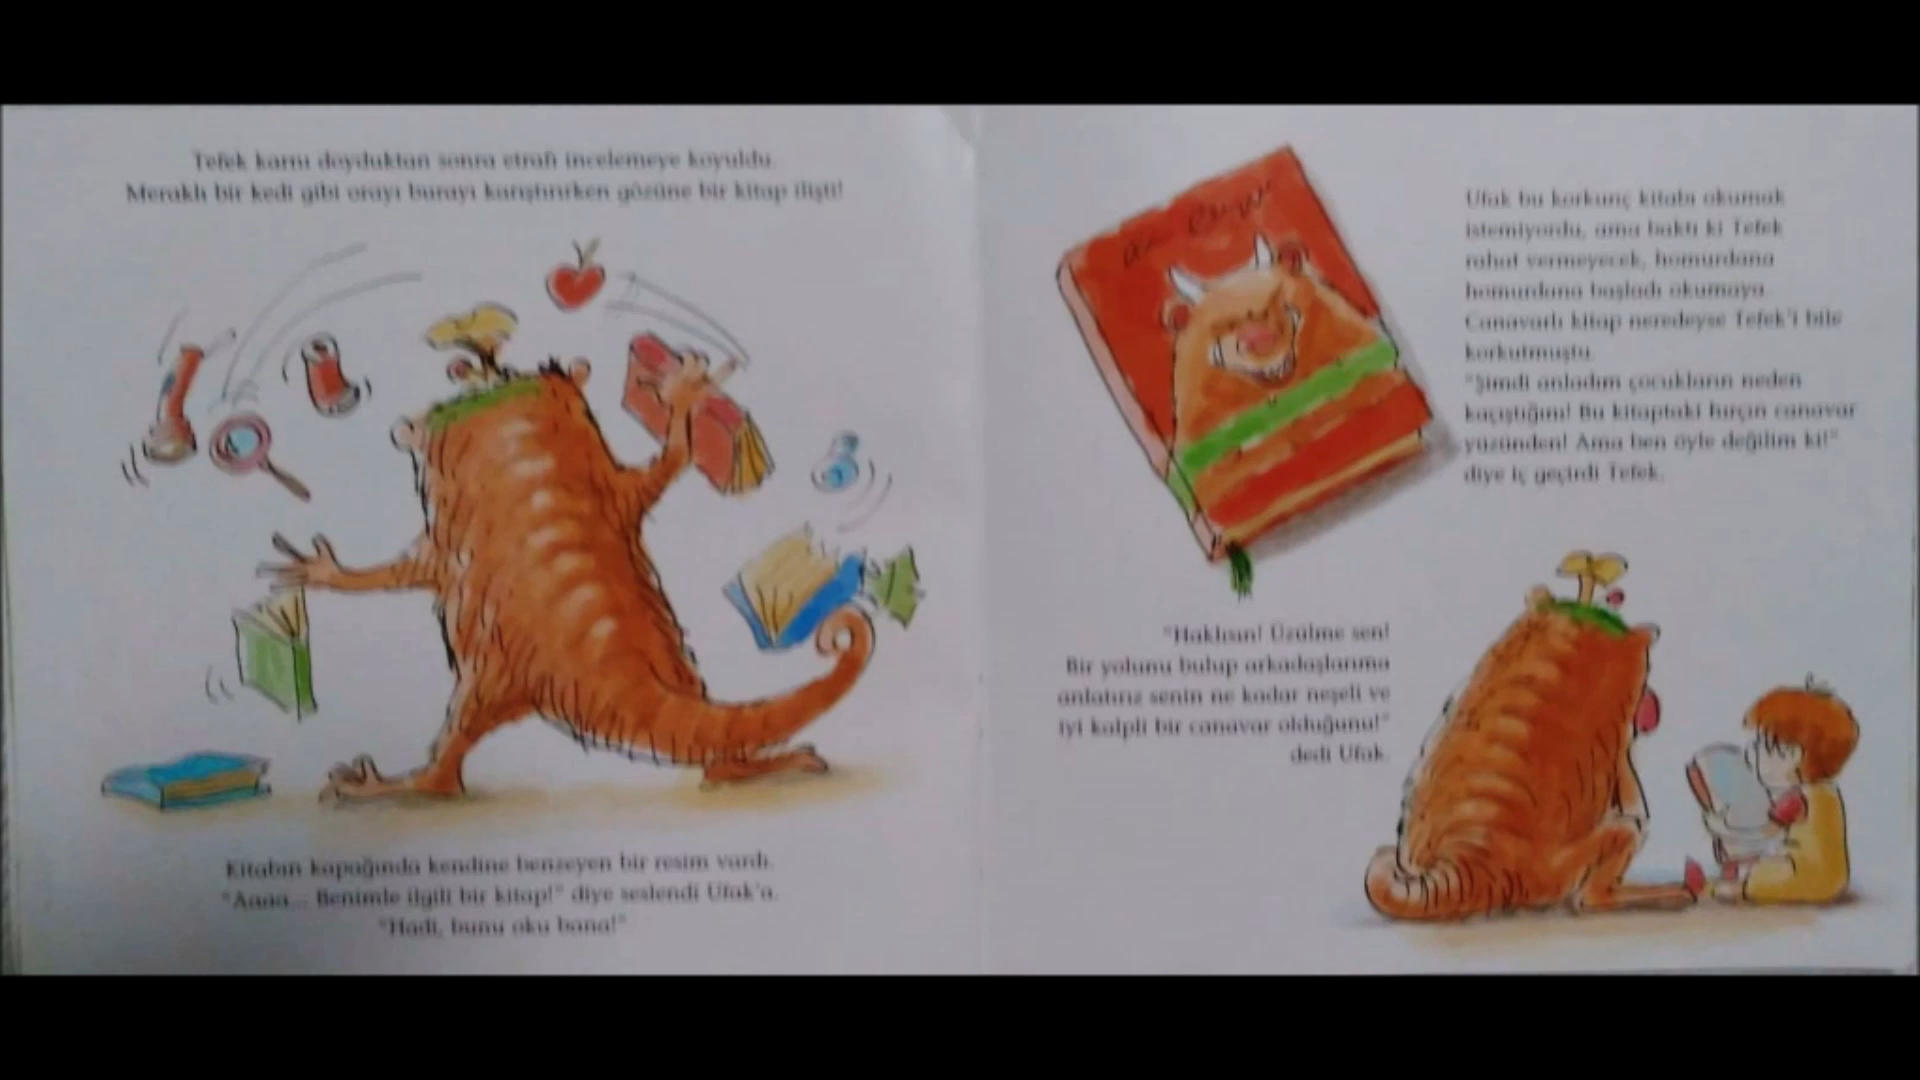 Tefek karnı doyduktan sonra etrafı incelemeye koyuldu.
Meraklı bir kedi gibi orayı burayı karıştırırken gözüne bir kitap ilişti!
Kitabın kapağında kendine benzeyen bir resim vardı.
"Aaaa... Benimle ilgili bir kitap!" diye seslendi Ufak'a.
"Hadi, bunu oku bana!"
Ufak bu korkunç kitabı okumak
istemiyordu, ama baktı ki Tefek
rahat vermeyecek, homurdana
homurdana başladı okumaya.
Canavarlı kitap neredeyse Tefek'i bile
korkutmuştu.
"Şimdi anladım çocukların neden
kaçıştığını! Bu kitaptaki hırçın canavar
yüzünden! Ama ben öyle değilim ki!"
diye iç geçirdi Tefek.
"Haklısın! Üzülme sen!
Bir yolunu bulup arkadaşlarıma
anlatırız senin ne kadar neşeli ve
iyi kalpli bir canavar olduğunu!"
dedi Ufak.